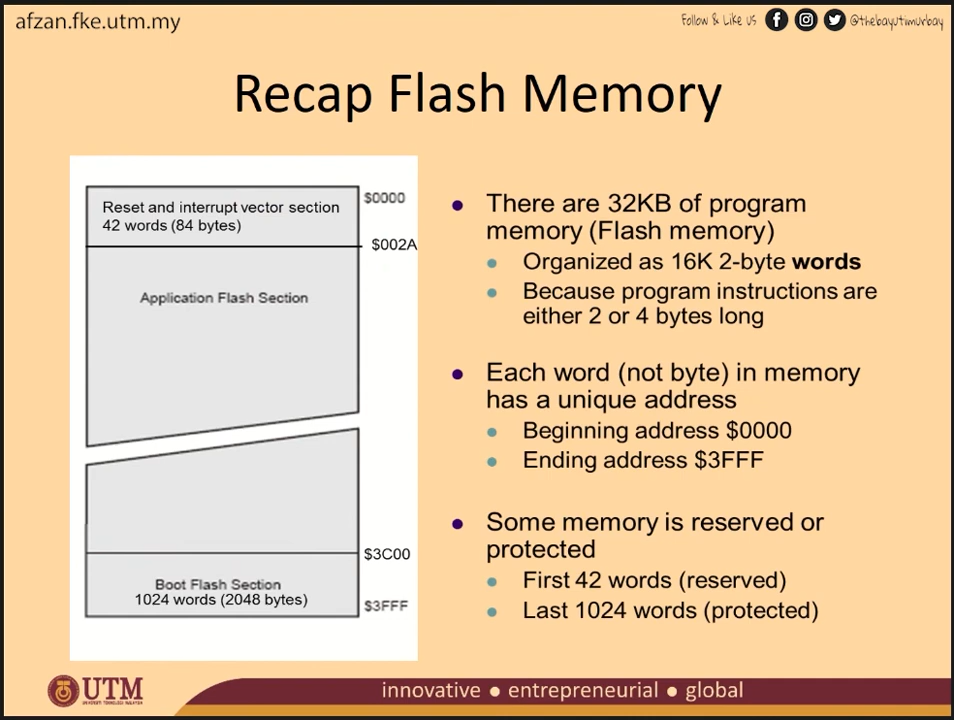 afzan.fke.utm.my
Follow & Like us
@thebayutimurbay
Recap Flash Memory
Reset and interrupt vector section
42 words (84 bytes)
$0000
$002A
Application Flash Section
$3C00
Boot Flash Section
1024 words (2048 bytes)
$3FFF
• There are 32KB of program
memory (Flash memory)
• Organized as 16K 2-byte words
• Because program instructions are
either 2 or 4 bytes long
• Each word (not byte) in memory
has a unique address
• Beginning address $0000
• Ending address $3FFF
• Some memory is reserved or
protected
• First 42 words (reserved)
• Last 1024 words (protected)
UTM
UNIVERSITI TEKNOLOGI MALAYSIA
innovative ● entrepreneurial ● global